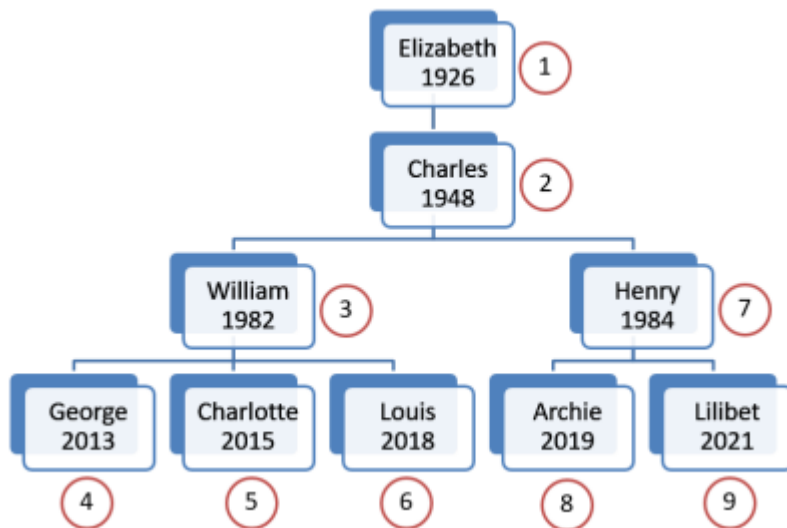 Elizabeth
1926
1
Charles
1948
2
William
1982
3
Henry
1984
7
George
2013
Charlotte
2015
Louis
2018
Archie
2019
Lilibet
2021
4
5
6
8
9